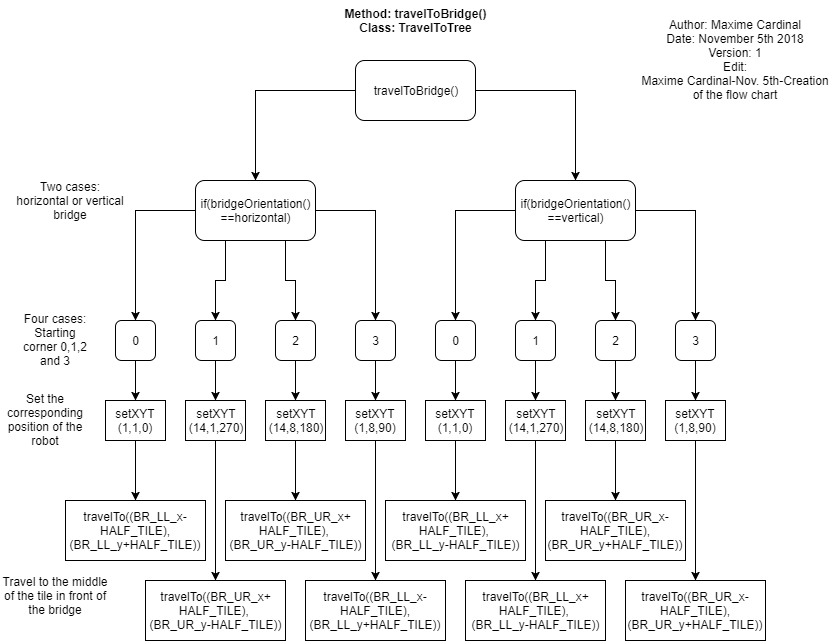 Method: travelToBridge()
Class: TravelToTree
Author: Maxime Cardinal
Date: November 5th 2018
Version: 1
Edit:
Maxime Cardinal-Nov. 5th-Creation
of the flow chart
travelToBridge()
Two cases:
horizontal or vertical
bridge
if(bridgeOrientation()
==horizontal)
if(bridgeOrientation()
==vertical)
Four cases:
Starting
corner 0,1,2
and 3
0
1
2
3
0
1
2
3
Set the
corresponding
position of the
robot
setXYT
(1,1,0)
setXYT
(14,1,270)
setXYT
(14,8,180)
setXYT
(1,8,90)
setXYT
(1,1,0)
setXYT
(14,1,270)
setXYT
(14,8,180)
setXYT
(1,8,90)
travelTo((BR_LL_x-
HALF_TILE),
(BR_LL_y+HALF_TILE))
travelTo((BR_UR_x+
HALF_TILE),
(BR_UR_y-HALF_TILE))
travelTo((BR_LL_x+
HALF_TILE),
(BR_LL_y-HALF_TILE))
travelTo((BR_UR_x-
HALF_TILE),
(BR_UR_y+HALF_TILE))
Travel to the middle
of the tile in front of
the bridge
travelTo((BR_UR_x+
HALF_TILE),
(BR_UR_y-HALF_TILE))
travelTo((BR_LL_x-
HALF_TILE),
(BR_LL_y+HALF_TILE))
travelTo((BR_LL_x+
HALF_TILE),
(BR_LL_y-HALF_TILE))
travelTo((BR_UR_x-
HALF_TILE),
(BR_UR_y+HALF_TILE))